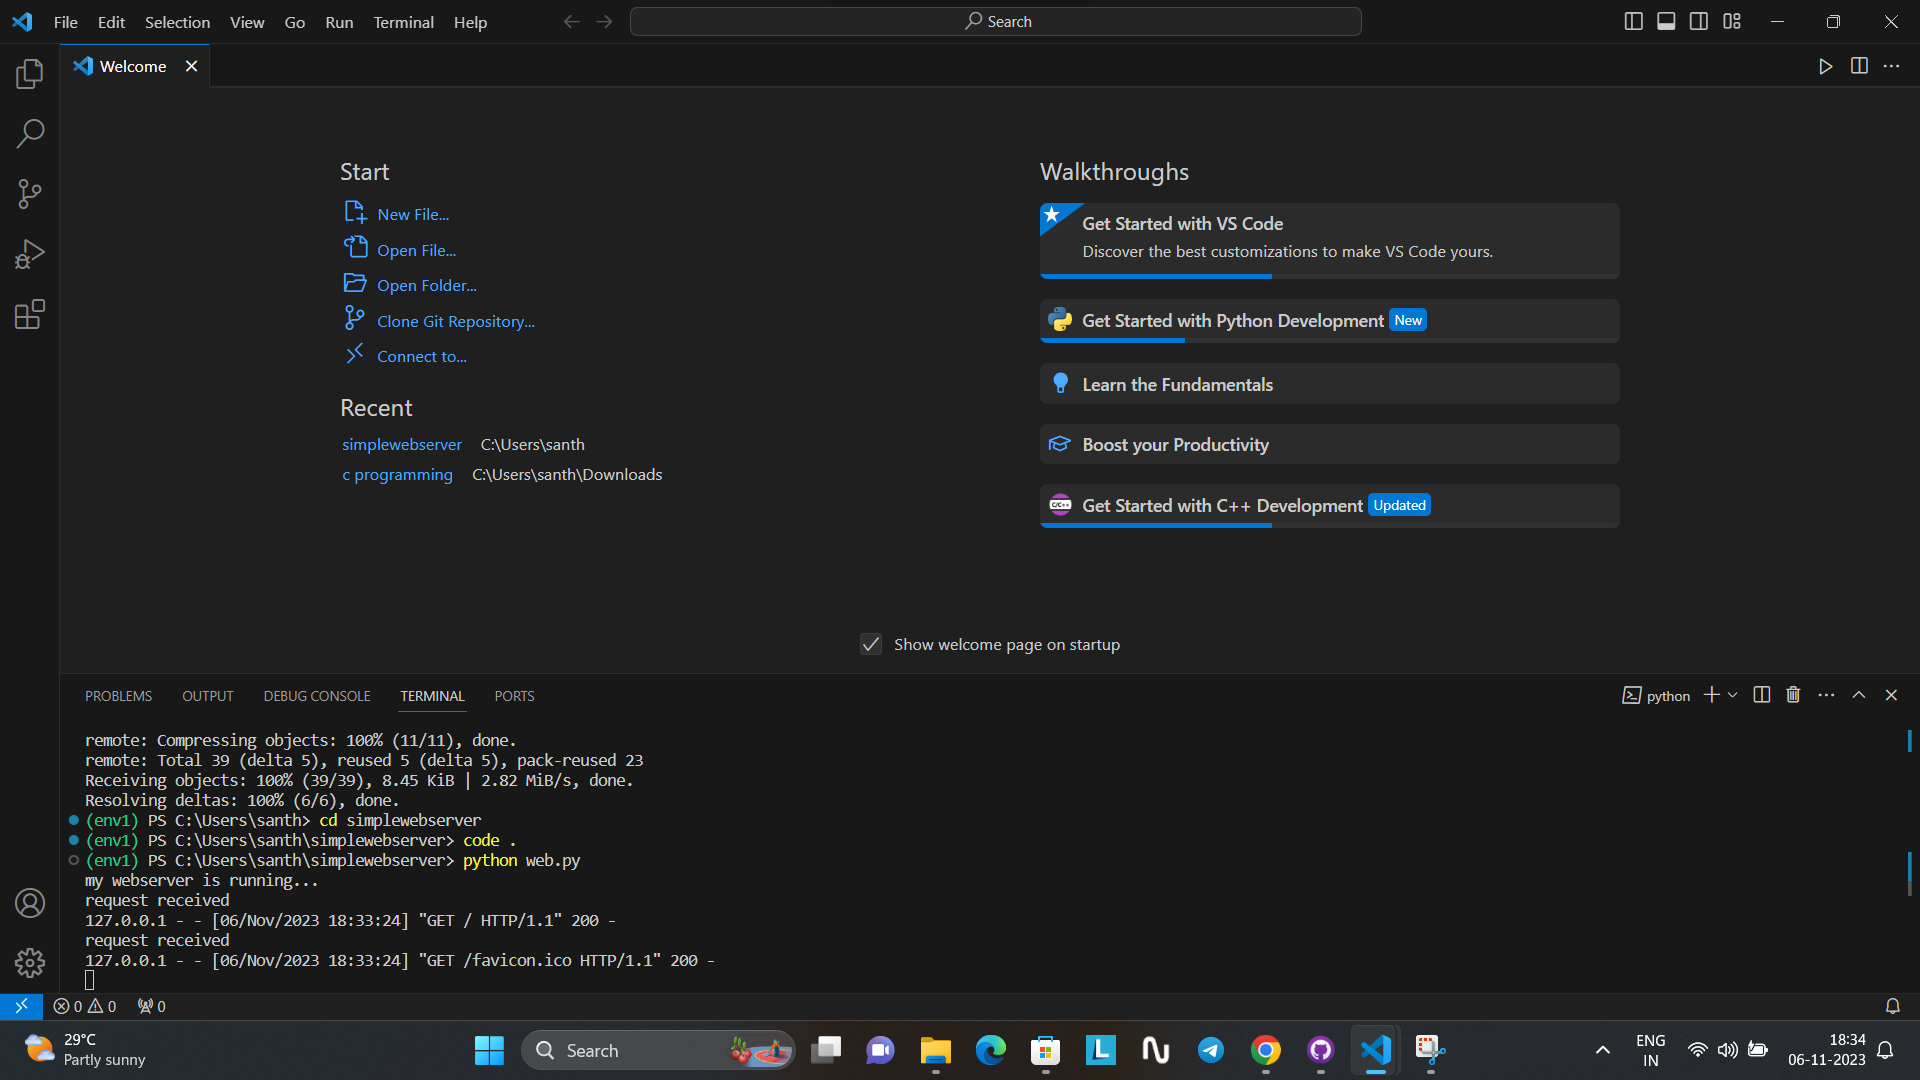 File Edit Selection View Go Run Terminal Help
Search
Welcome
Start
New File...
Open File...
Open Folder...
Clone Git Repository...
Connect to...
Recent
simplewebserver C:\Users\santh
c programming C:\Users\santh\Downloads
Walkthroughs
Get Started with VS Code
Discover the best customizations to make VS Code yours.
Get Started with Python Development New
Learn the Fundamentals
Boost your Productivity
C/C++ Get Started with C++ Development Updated
Show welcome page on startup
PROBLEMS OUTPUT DEBUG CONSOLE TERMINAL PORTS
python
remote: Compressing objects: 100% (11/11), done.
remote: Total 39 (delta 5), reused 5 (delta 5), pack-reused 23
Receiving objects: 100% (39/39), 8.45 KiB | 2.82 MiB/s, done.
Resolving deltas: 100% (6/6), done.
(env1) PS C:\Users\santh> cd simplewebserver
(env1) PS C:\Users\santh\simplewebserver> code .
(env1) PS C:\Users\santh\simplewebserver> python web.py
my webserver is running...
request received
127.0.0.1 - - [06/Nov/2023 18:33:24] "GET / HTTP/1.1" 200 -
request received
127.0.0.1 - - [06/Nov/2023 18:33:24] "GET /favicon.ico HTTP/1.1" 200 -
0 0 0
29°C
Partly sunny
Search
L
ENG
IN
18:34
06-11-2023